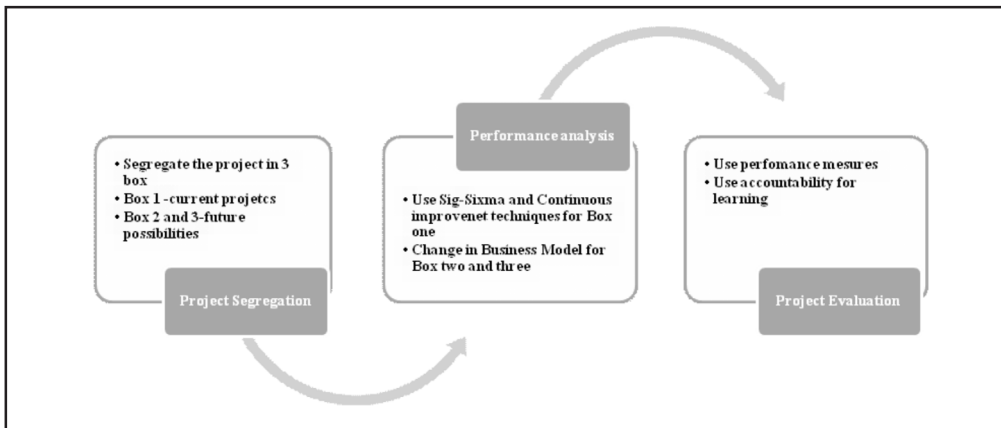 • Segregate the project in 3
box
• Box 1 -current projetcs
• Box 2 and 3-future
possibilities
Project Segregation
Performance analysis
• Use Sig-Sixma and Continuous
improvenet techniques for Box
one
• Change in Business Model for
Box two and three
• Use perfomance mesures
• Use accountability for
learning
Project Evaluation